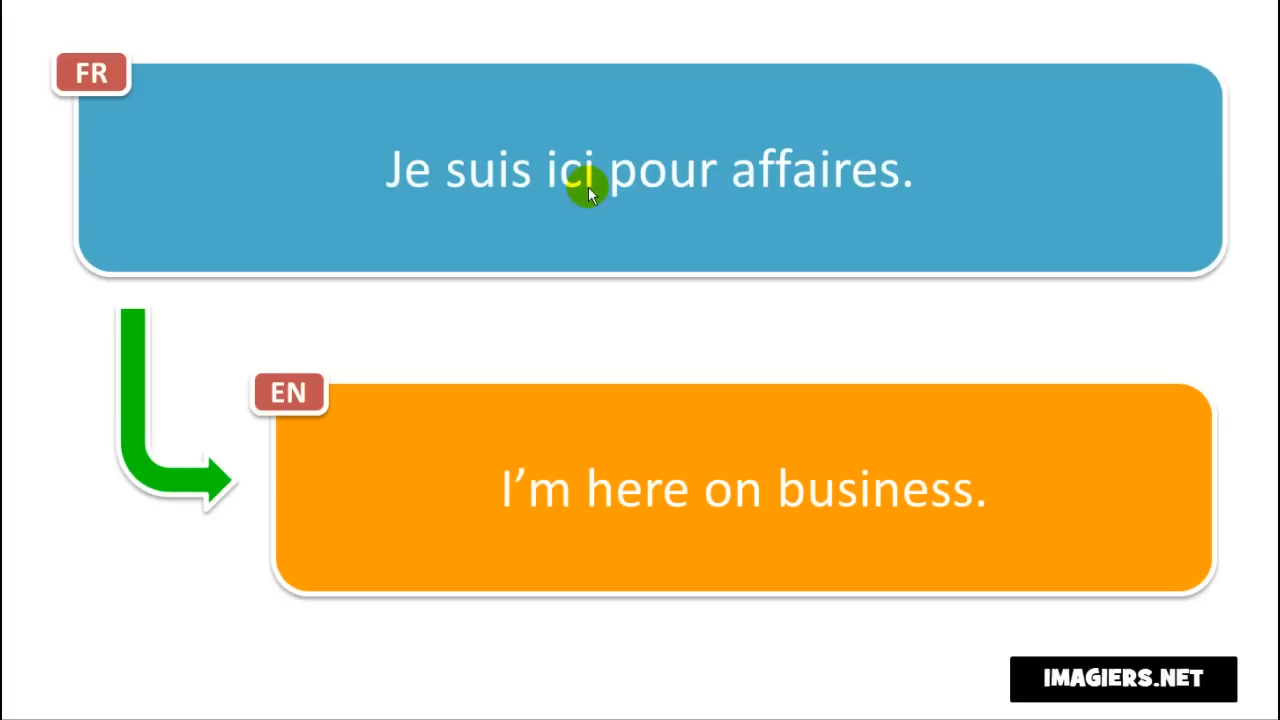 FR
Je suis ici pour affaires.
EN
I’m here on business.
IMAGIERS.NET